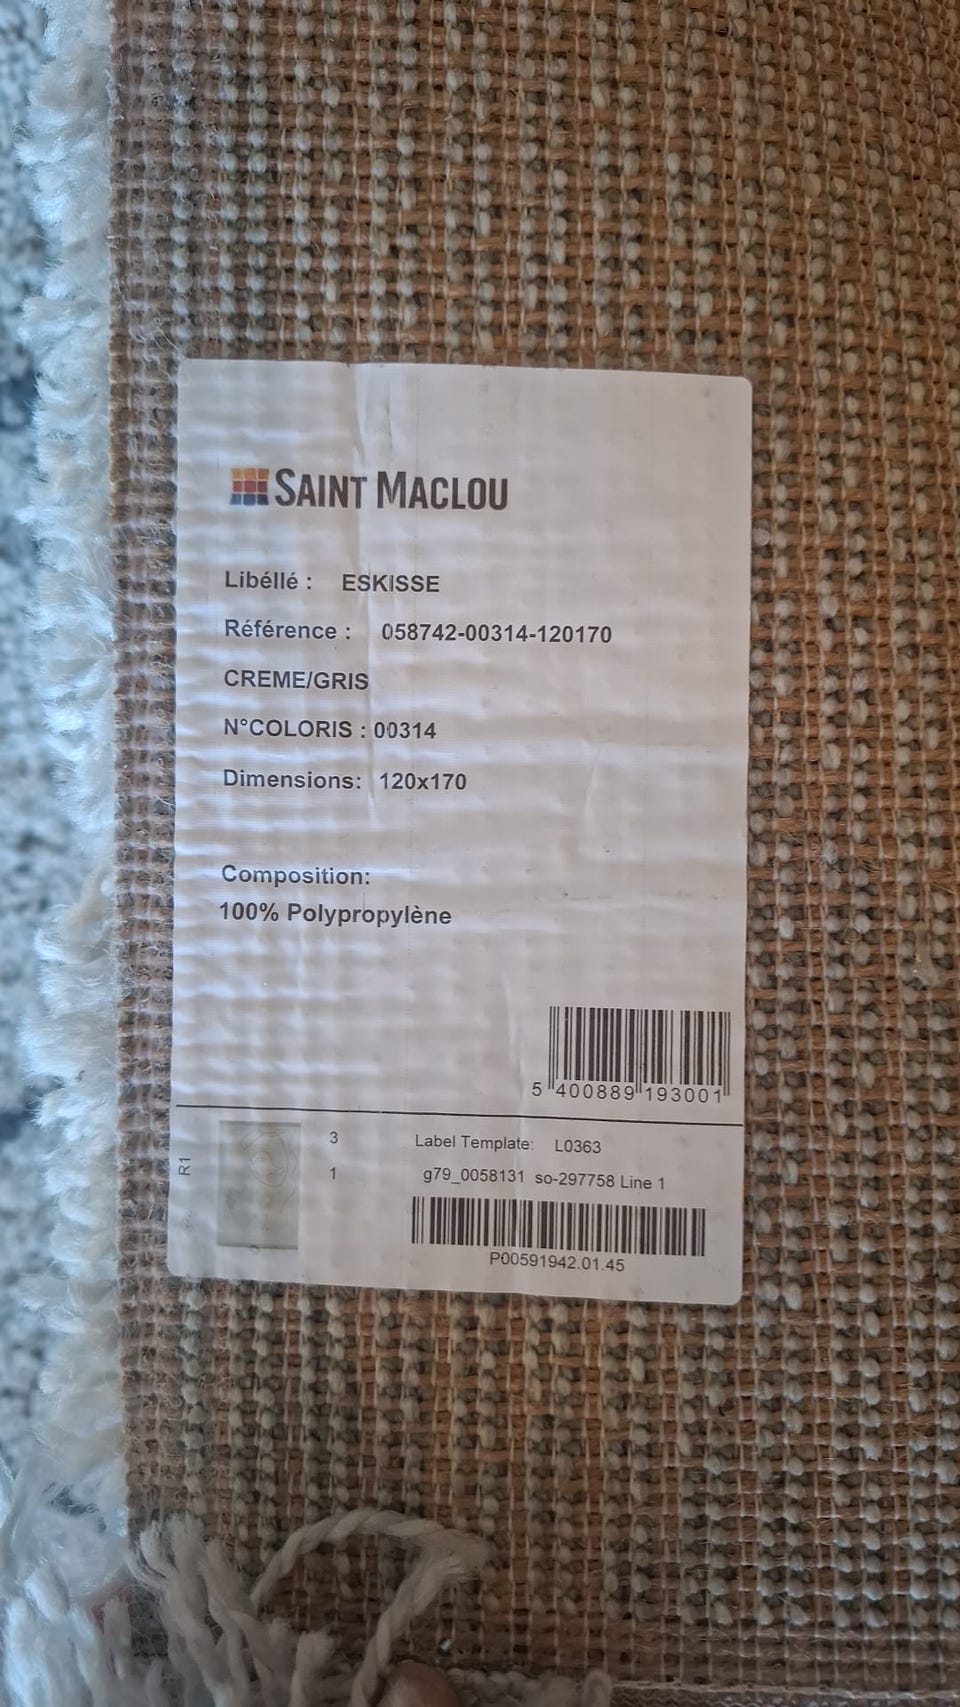 SAINT MACLOU
Libéllé : ESKISSE
Référence : 058742-00314-120170
CREME/GRIS
N°COLORIS : 00314
Dimensions: 120x170
Composition:
100% Polypropylène
5 400889 193001
R1
3
1
Label Template: L0363
g79_0058131 so-297758 Line 1
P00591942.01.45